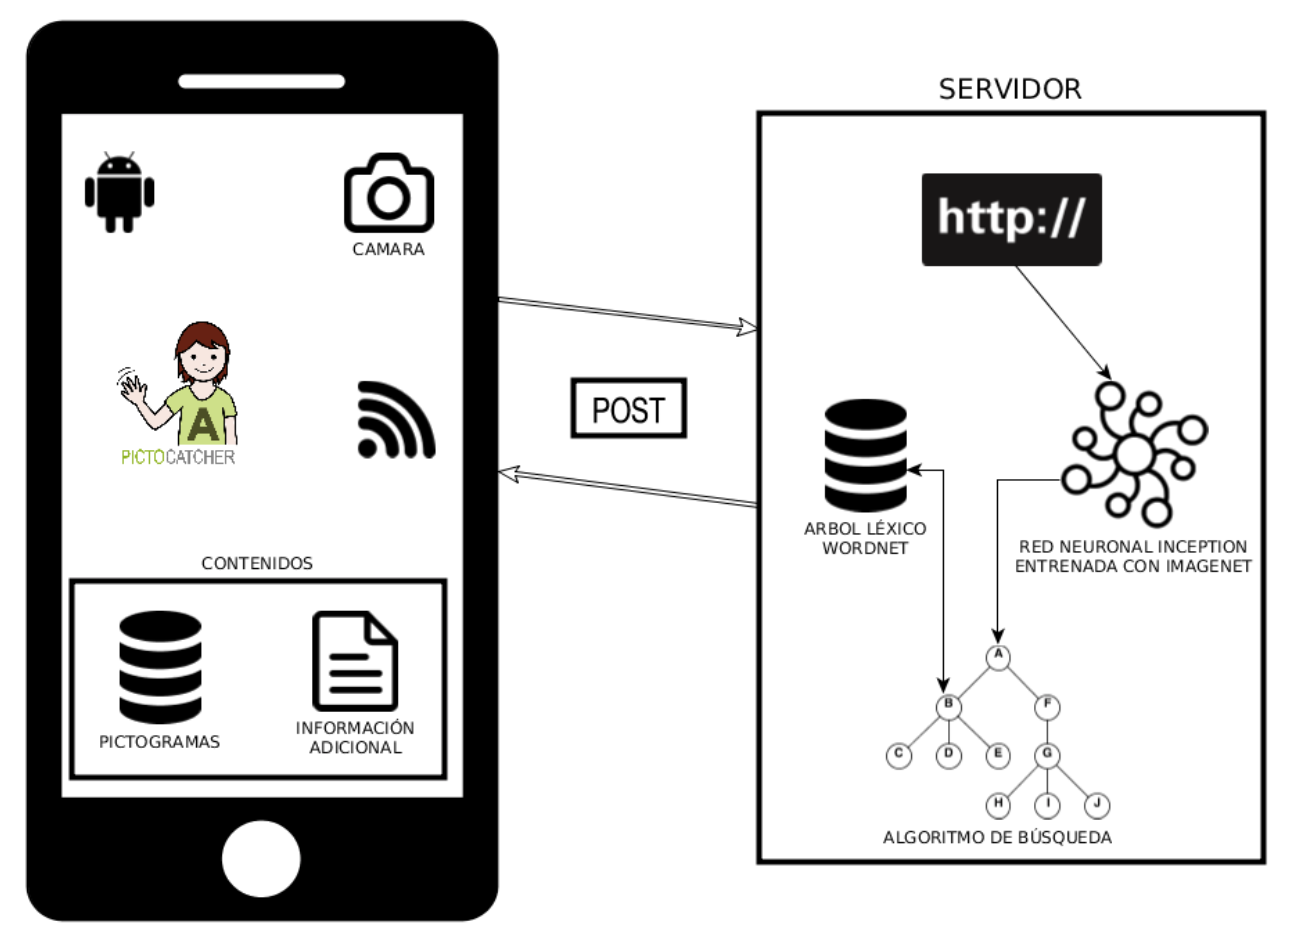 CAMARA
A
PICTOCATCHER
CONTENIDOS
PICTOGRAMAS
INFORMACIÓN
ADICIONAL
POST
SERVIDOR
http://
ARBOL LÉXICO
WORDNET
RED NEURONAL INCEPTION
ENTRENADA CON IMAGENET
A
B
F
C
D
E
G
H
I
J
ALGORITMO DE BÚSQUEDA